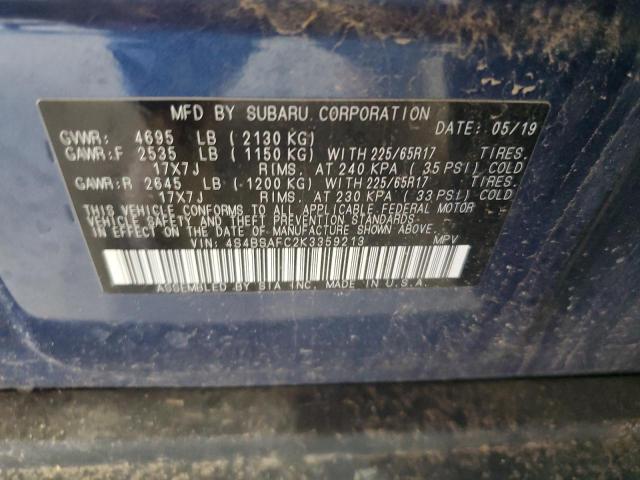 MFD BY SUBARU CORPORATION DATE: 05/19
GVWR: 4695 LB ( 2130 KG)
GAWR:F 2535 LB ( 1150 KG) WITH 225/65R17 TIRES.
17X7J RIMS. AT 240 KPA ( 35 PSI) COLD
GAWR:R 2645 LB ( 1200 KG) WITH 225/65R17 TIRES.
17X7J RIMS. AT 230 KPA ( 33 PSI) COLD
THIS VEHICLE CONFORMS TO ALL APPLICABLE FEDERAL MOTOR
VEHICLE SAFETY AND THEFT PREVENTION STANDARDS
IN EFFECT ON THE DATE OF MANUFACTURE SHOWN ABOVE.
VIN: 4S4BSAFC2K3359213 MPV
ASSEMBLED BY SIA INC. MADE IN U.S.A.